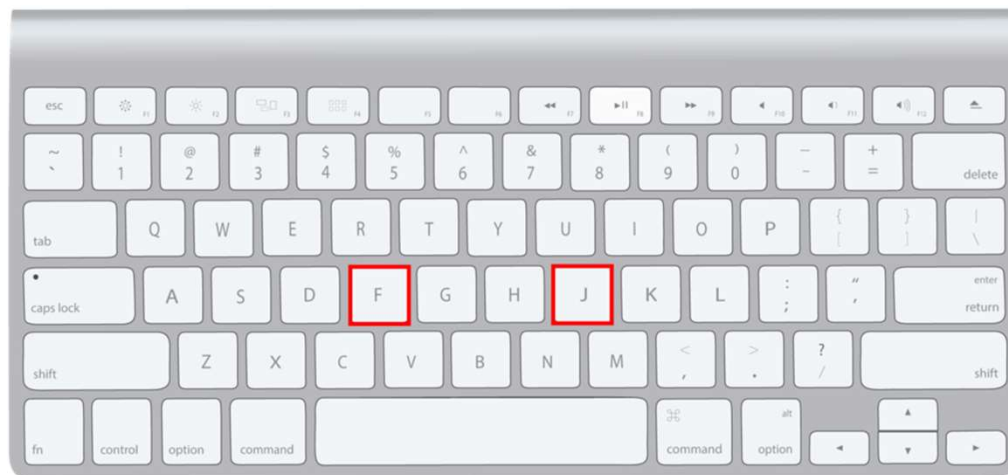 esc F1 F2 F3 F4 F5 F6 F7 F8 F9 F10 F11 F12
~ ! @ # $ % ^ & * ( ) — +
` 1 2 3 4 5 6 7 8 9 0 - = delete
tab Q W E R T Y U I O P { [ } ] | \
caps lock A S D F G H J K L : ; " , enter return
shift Z X C V B N M < , > . ? / shift
fn control option command ⌘ command alt option